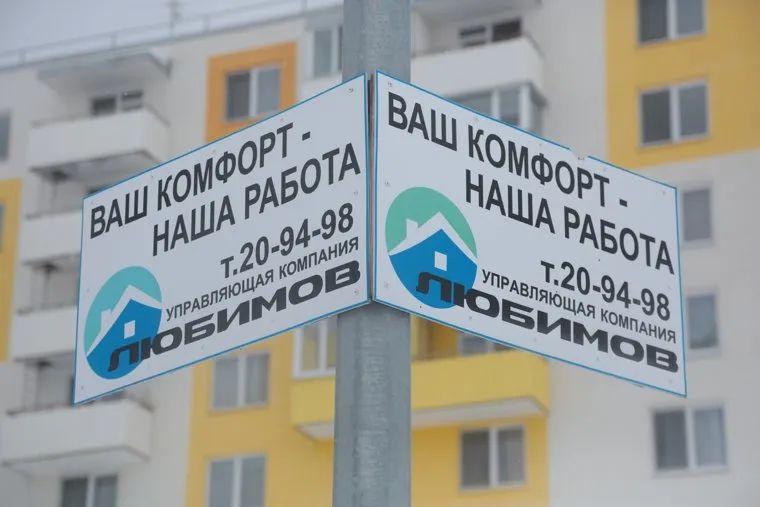 ВАШ КОМФОРТ -
НАША РАБОТА
т.20-94-98
УПРАВЛЯЮЩАЯ КОМПАНИЯ
ЛЮБИМОВ
ВАШ КОМФОРТ -
НАША РАБОТА
т.20-94-98
УПРАВЛЯЮЩАЯ КОМПАНИЯ
ЛЮБИМОВ